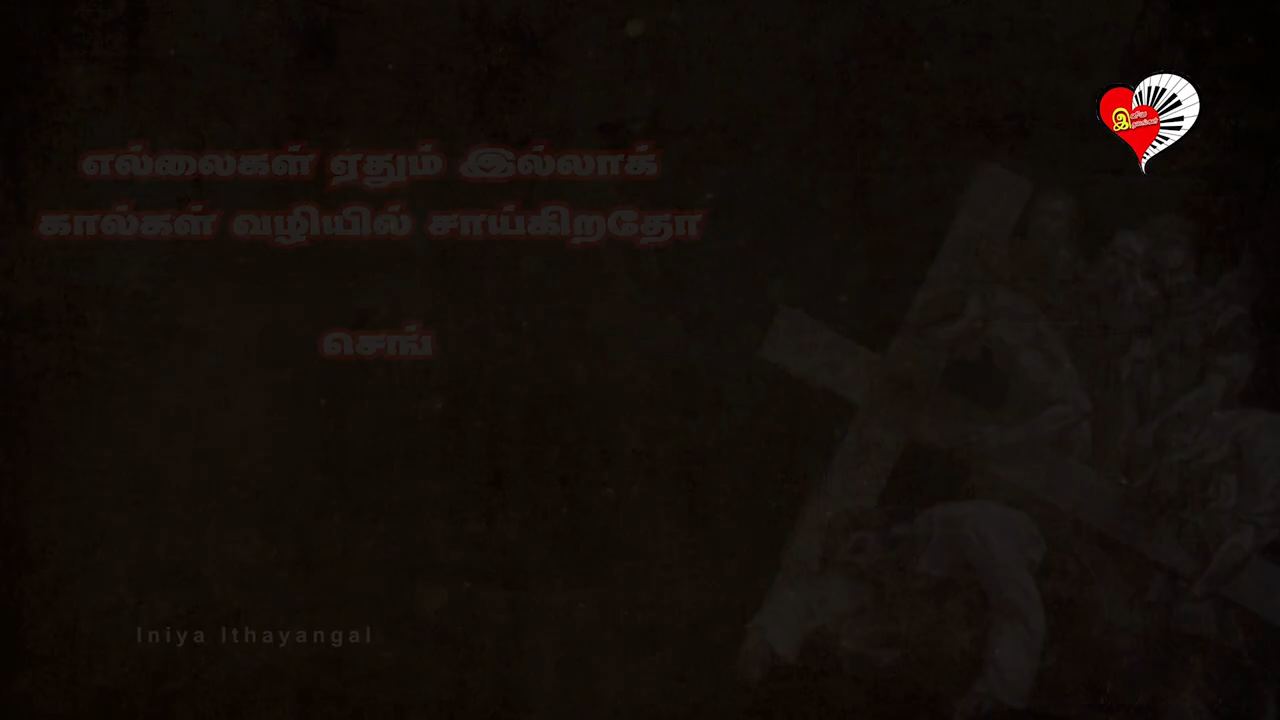 எல்லைகள் ஏதும் இல்லாக்
கால்கள் வழியில் சாய்கிறதோ
செங்
Iniya Ithayangal